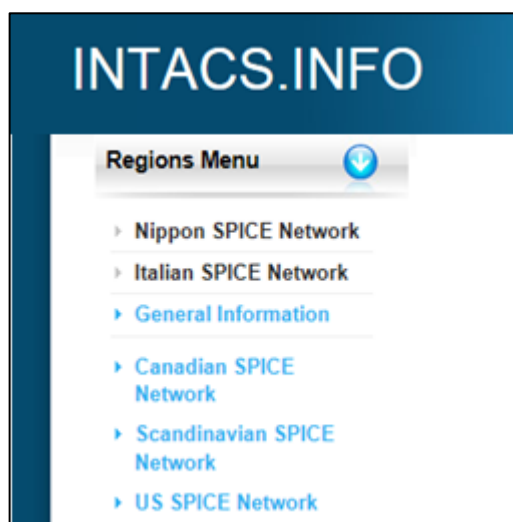 INTACS.INFO
Regions Menu
Nippon SPICE Network
Italian SPICE Network
General Information
Canadian SPICE
Network
Scandinavian SPICE
Network
US SPICE Network